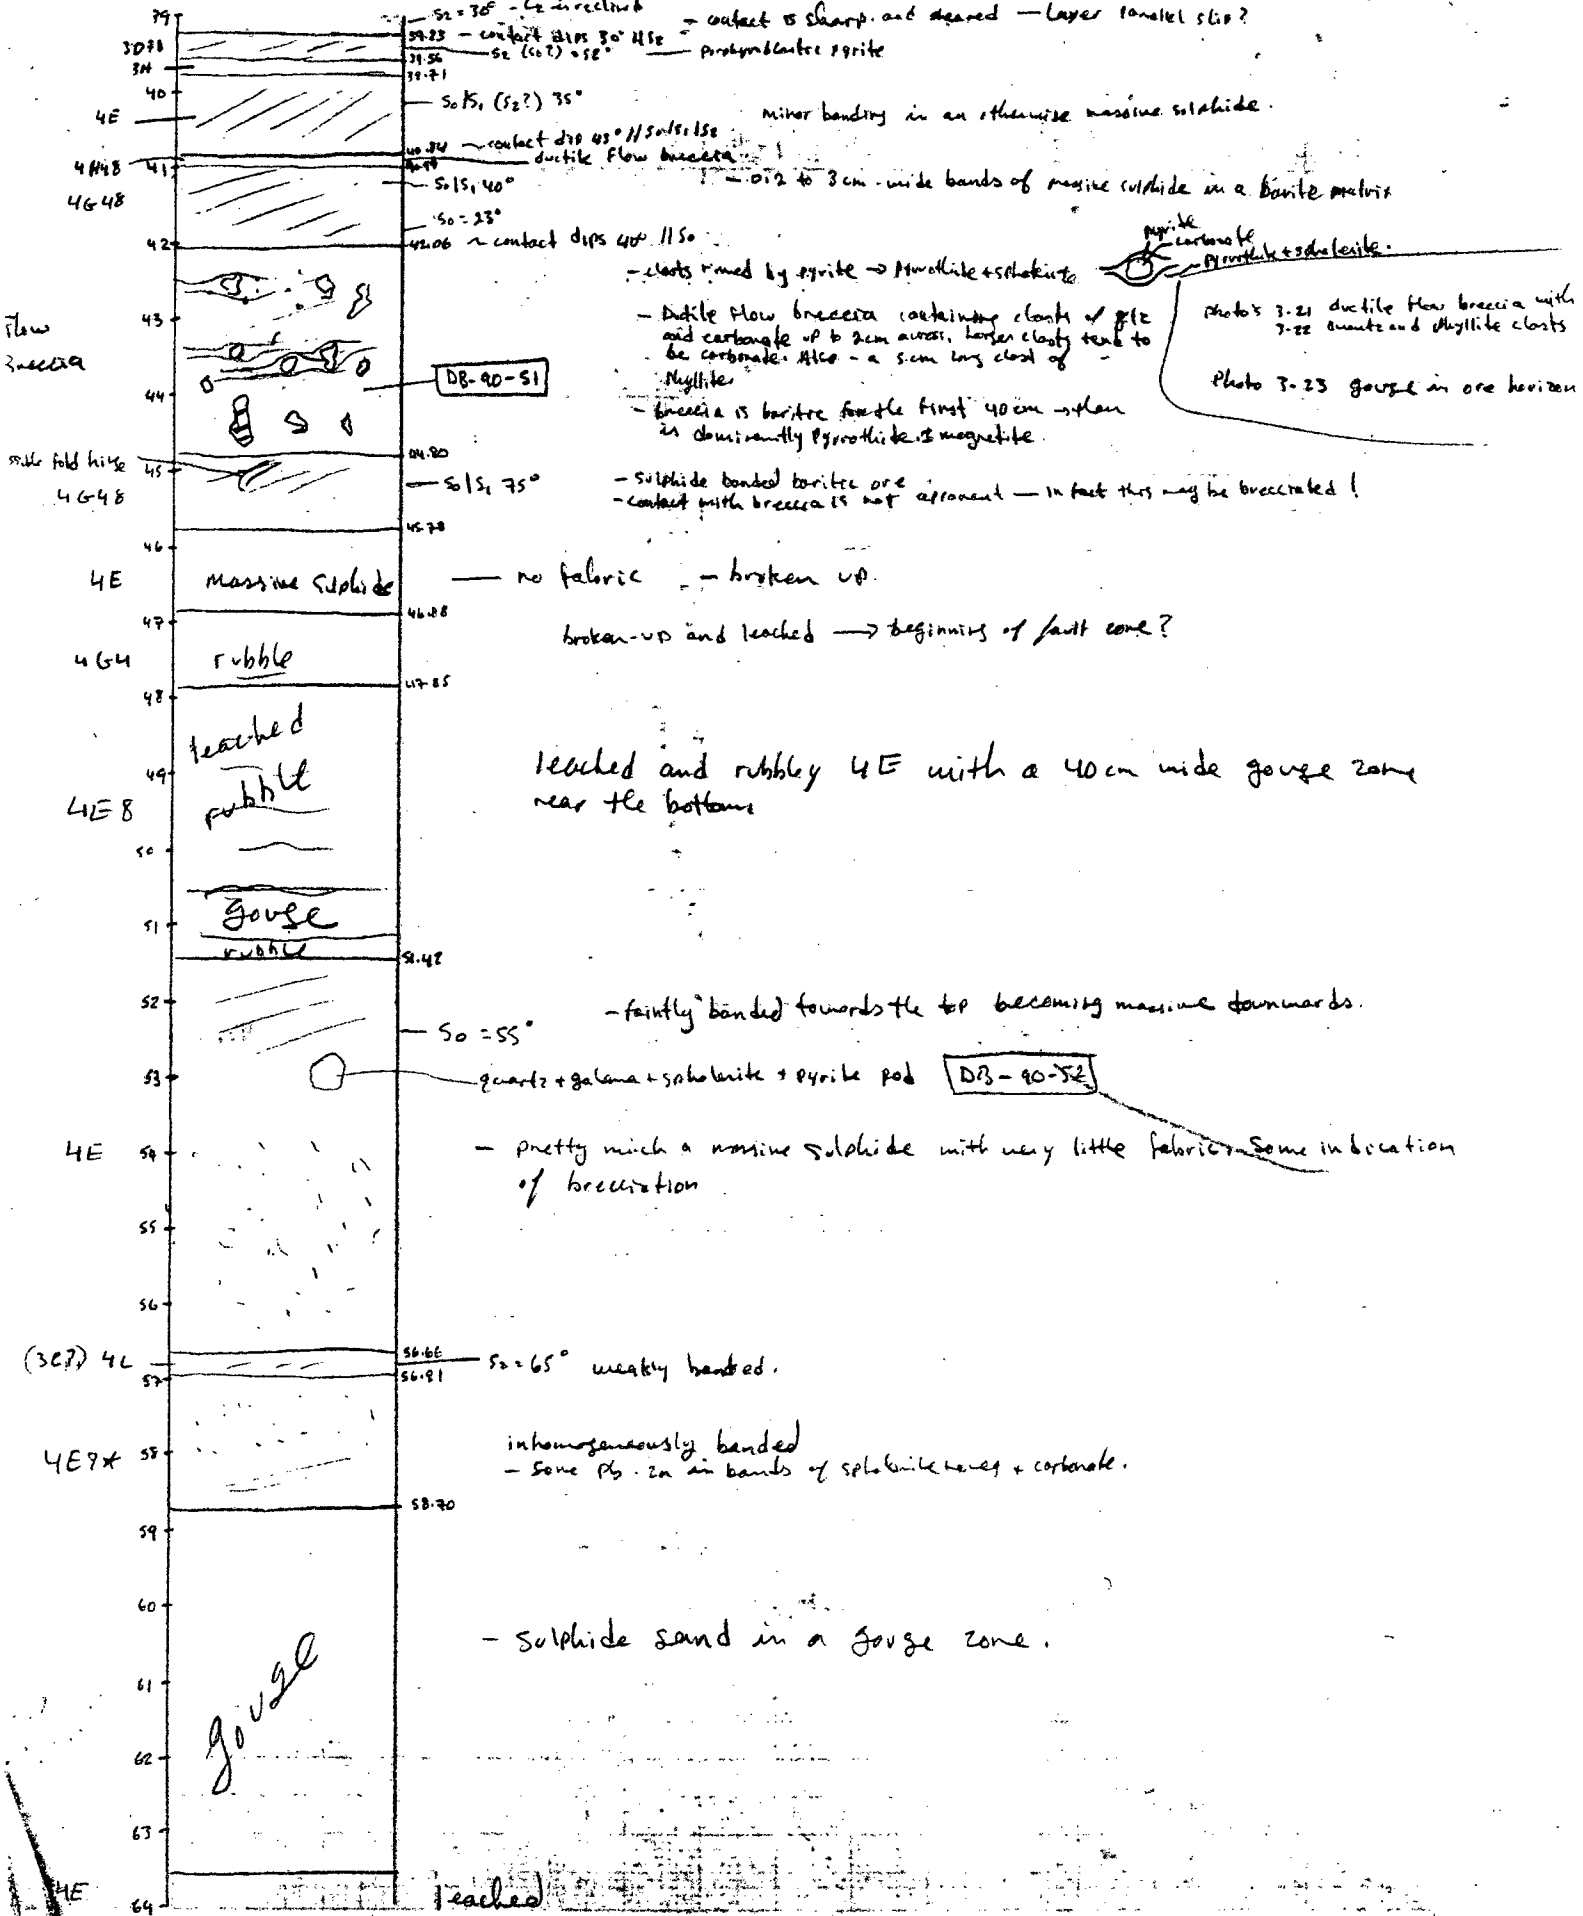 39
S2 = 30°
- contact is sharp and sheared — Layer Parallel slip?
39.23 - contact dips 30° // S2
3D78
S2 (S0?) = 52° — porphyroblastic pyrite
39.56
39.71
40
S0/S1 (S2?) 35°
4E
minor banding in an otherwise massive sulphide.
40.84 ~ contact dip 45° // S0/S1/S2
ductile flow breccia
41
S0/S1 40°
- 0.2 to 3cm-wide bands of massive sulphide in a barite matrix
4G48
S0 = 23°
42
42.06 ~ contact dips 40° // S0
pyrite
carbonate
pyrrothite + sphalerite.
- clasts rimed by pyrite → Pyrrothite + sphalerite
43
flow
breccia
- Ductile Flow breccia containing clasts of qtz
and carbonate up to 2cm across. Larger clasts tend to
be carbonate. Also - a 5cm long clast of
Phyllite
photo's 3-21 ductile flow breccia with
3-22 quartz and phyllite clasts
DB-90-51
Photo 3-23 gouge in ore horizon
44
- breccia is baritic for the first 40cm → then
is dominantly pyrrothite ± magnetite.
44.80
fold hinge
45
4G48
S0/S1 75°
- sulphide banded baritic ore
- contact with breccia is not apparent — in fact this may be brecciated!
45.78
46
4E
Massive Sulphide
— no fabric - broken up.
46.88
47
broken-up and leached → beginning of fault zone?
4G4
rubble
47.85
48
leached
49
rubble
leached and rubbley 4E with a 40cm wide gouge zone
near the bottom
4E8
50
gouge
51
rubble
51.42
52
- faintly banded towards the top becoming massive downwards.
S0 = 55°
53
quartz + galena + sphalerite + pyrite pod
DB-90-52
4E
54
- pretty much a massive sulphide with very little fabric. Some indication
of brecciation
55
56
56.66
4L
S2 = 65° weakly banded.
57
56.91
inhomogeneously banded
4E?*
58
- Some Pb-Zn in bands of sphalerite + carbonate.
58.70
59
60
- Sulphide sand in a gouge zone.
61
gouge
62
63
4E
64
leached